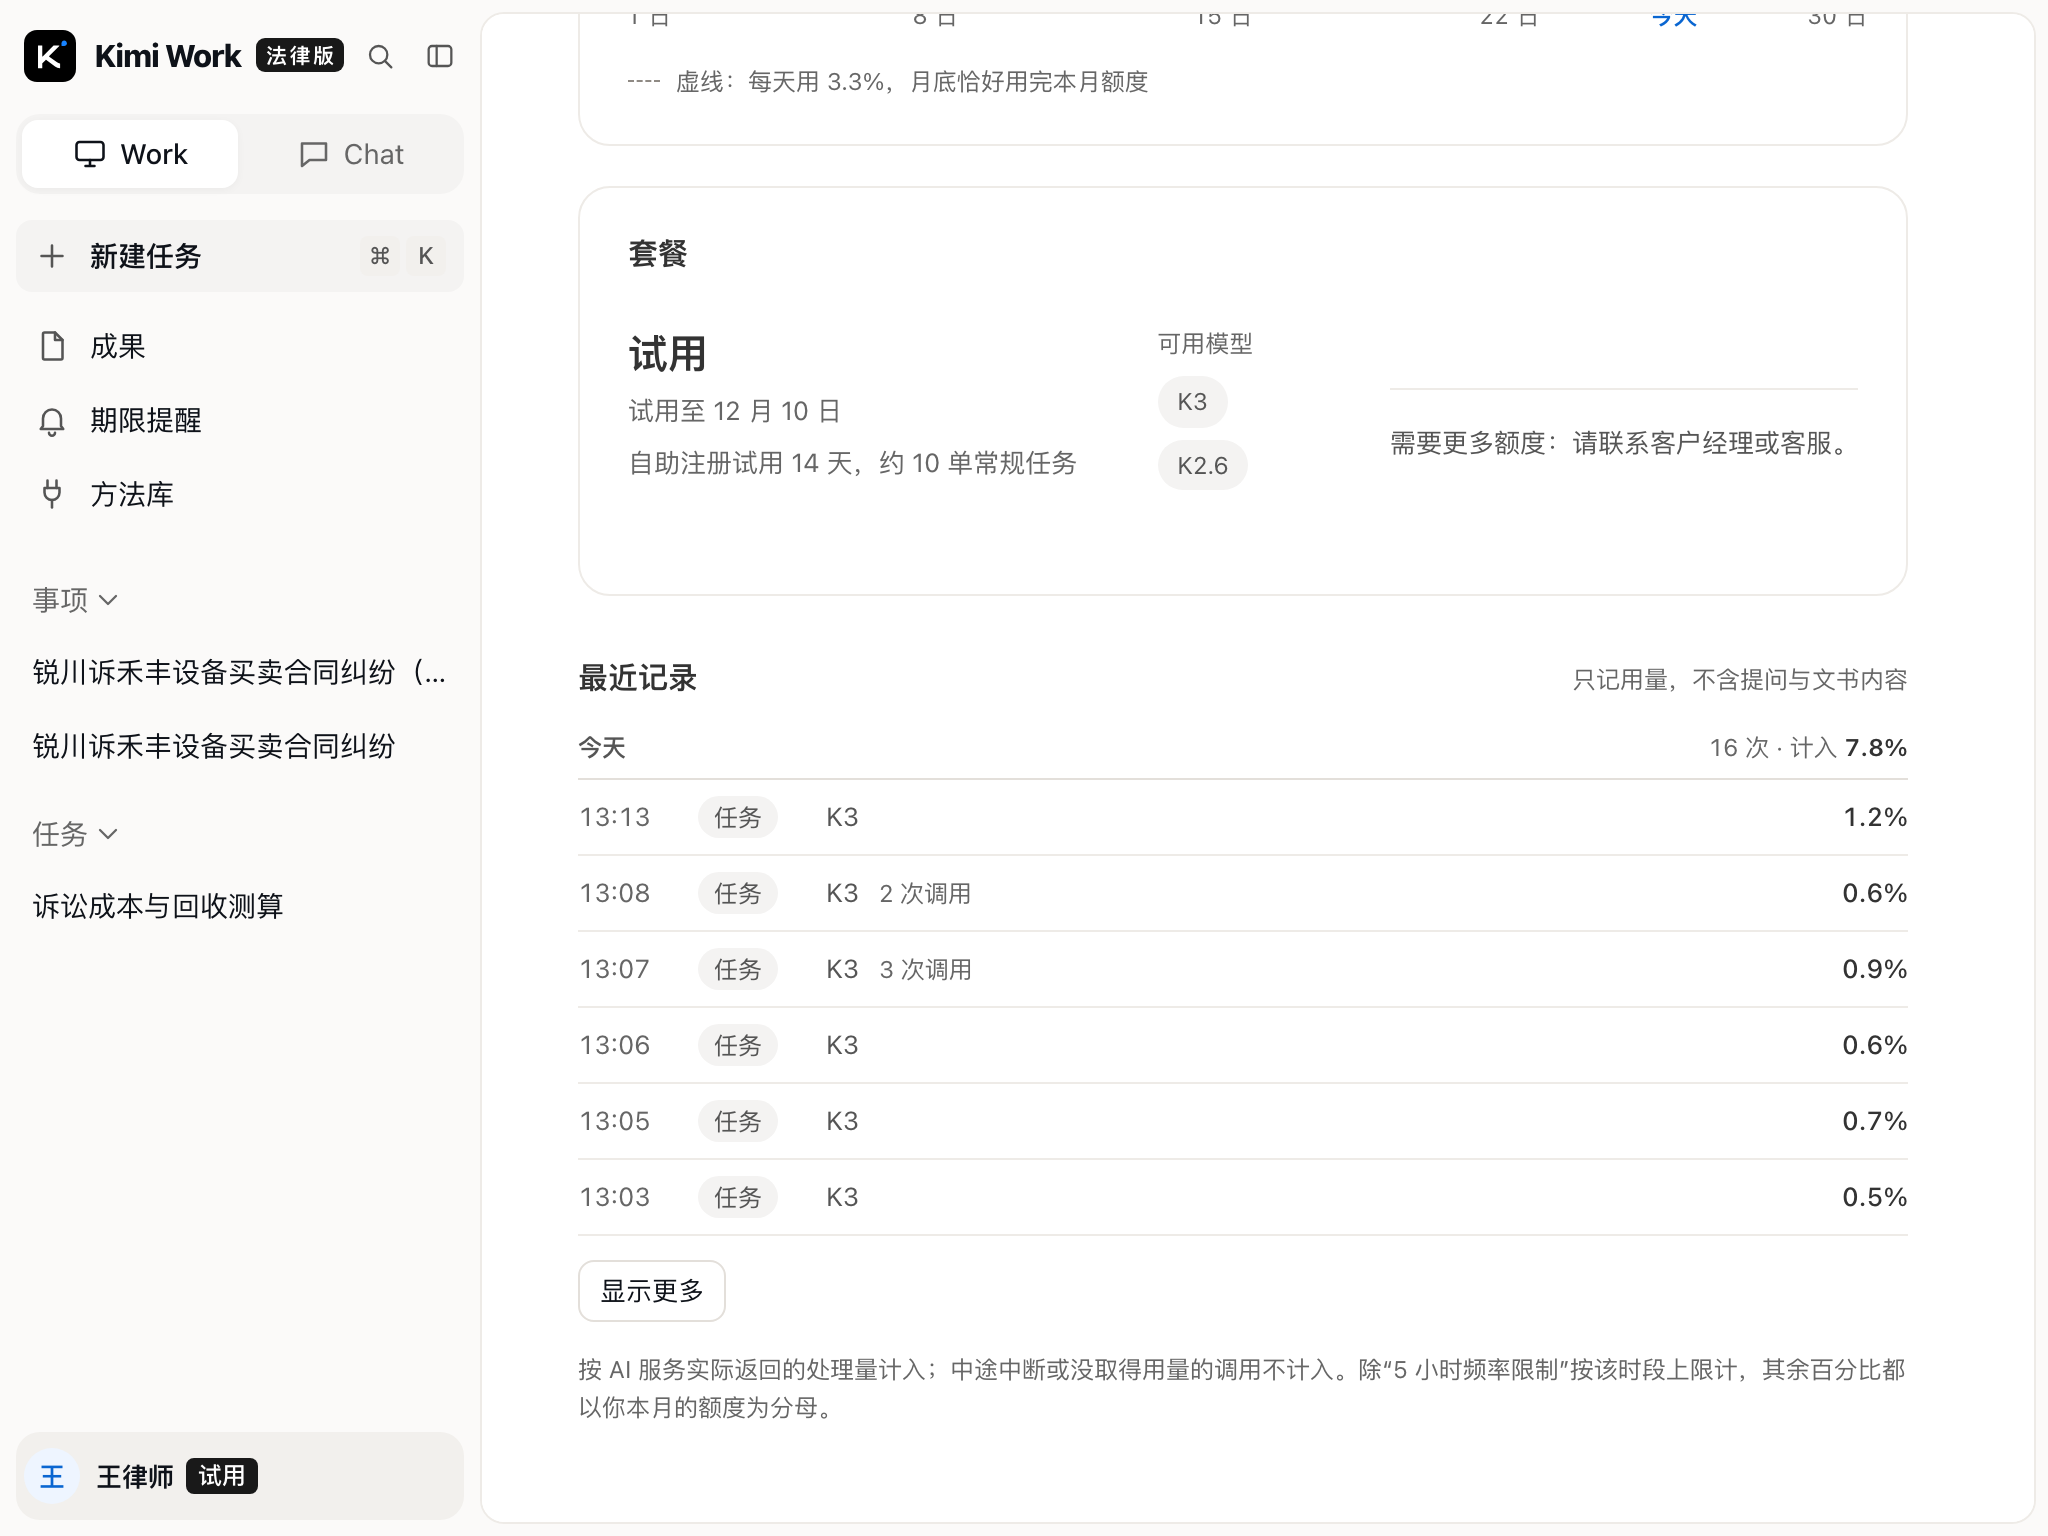 Kimi Work 法律版
Work
Chat
新建任务 ⌘ K
成果
期限提醒
方法库
事项
锐川诉禾丰设备买卖合同纠纷（...
锐川诉禾丰设备买卖合同纠纷
任务
诉讼成本与回收测算
王 王律师 试用
1 日 8 日 15 日 22 日 今天 30 日
---- 虚线：每天用 3.3%，月底恰好用完本月额度
套餐
试用
试用至 12 月 10 日
自助注册试用 14 天，约 10 单常规任务
可用模型
K3
K2.6
需要更多额度：请联系客户经理或客服。
最近记录 只记用量，不含提问与文书内容
今天 16 次 · 计入 7.8%
13:13 任务 K3 1.2%
13:08 任务 K3 2 次调用 0.6%
13:07 任务 K3 3 次调用 0.9%
13:06 任务 K3 0.6%
13:05 任务 K3 0.7%
13:03 任务 K3 0.5%
显示更多
按 AI 服务实际返回的处理量计入；中途中断或没取得用量的调用不计入。除“5 小时频率限制”按该时段上限计，其余百分比都
以你本月的额度为分母。